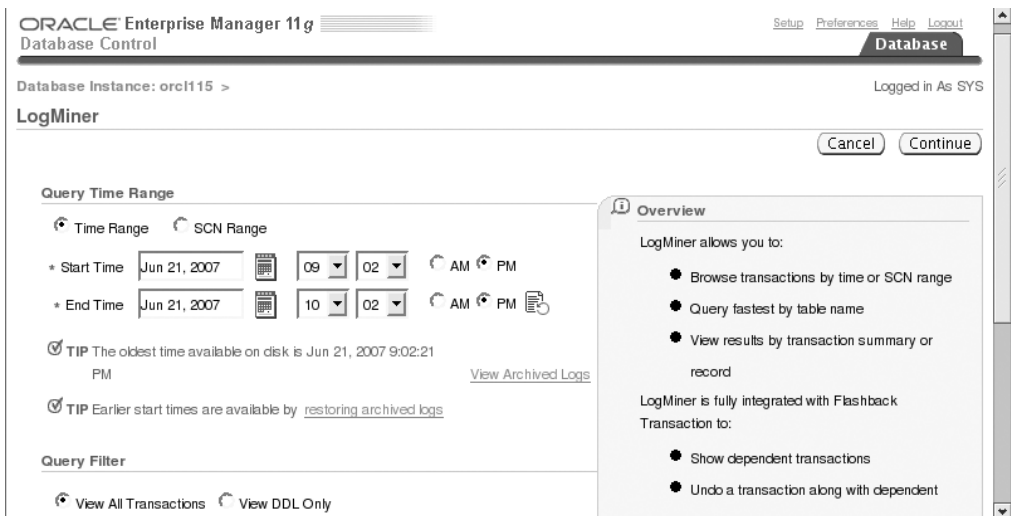 ORACLE Enterprise Manager 11g
Database Control
Setup Preferences Help Logout
Database
Database Instance: orcl115 >
Logged in As SYS
LogMiner
Cancel Continue
Query Time Range
Time Range SCN Range
* Start Time Jun 21, 2007 09 02 AM PM
* End Time Jun 21, 2007 10 02 AM PM
TIP The oldest time available on disk is Jun 21, 2007 9:02:21
PM
View Archived Logs
TIP Earlier start times are available by restoring archived logs
Query Filter
View All Transactions View DDL Only
Overview
LogMiner allows you to:
Browse transactions by time or SCN range
Query fastest by table name
View results by transaction summary or
record
LogMiner is fully integrated with Flashback
Transaction to:
Show dependent transactions
Undo a transaction along with dependent